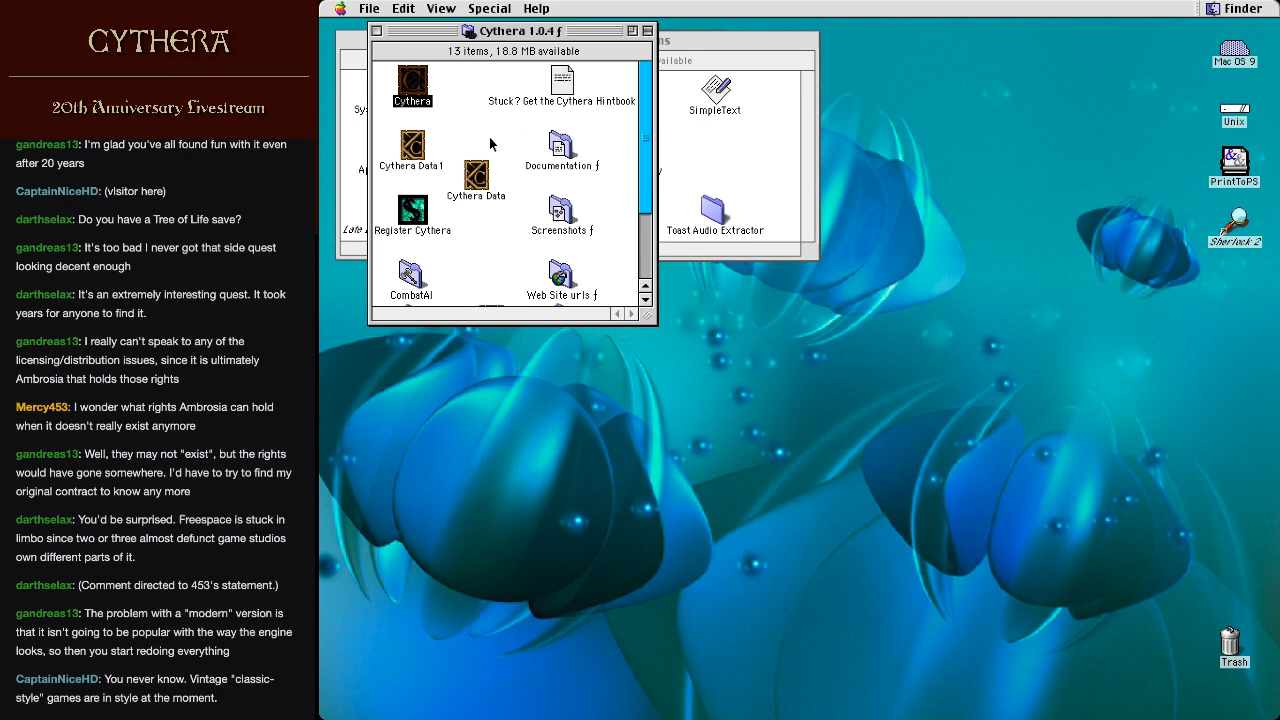 CYTHERA
20th Anniversary Livestream
gandreas13: I'm glad you've all found fun with it even
after 20 years
CaptainNiceHD: (visitor here)
darthselax: Do you have a Tree of Life save?
gandreas13: It's too bad I never got that side quest
looking decent enough
darthselax: It's an extremely interesting quest. It took
years for anyone to find it.
gandreas13: I really can't speak to any of the
licensing/distribution issues, since it is ultimately
Ambrosia that holds those rights
Mercy453: I wonder what rights Ambrosia can hold
when it doesn't really exist anymore
gandreas13: Well, they may not "exist", but the rights
would have gone somewhere. I'd have to try to find my
original contract to know any more
darthselax: You'd be surprised. Freespace is stuck in
limbo since two or three almost defunct game studios
own different parts of it.
darthselax: (Comment directed to 453's statement.)
gandreas13: The problem with a "modern" version is
that it isn't going to be popular with the way the engine
looks, so then you start redoing everything
CaptainNiceHD: You never know. Vintage "classic-
style" games are in style at the moment.
File Edit View Special Help
Finder
Cythera 1.0.4 ƒ
13 items, 18.8 MB available
Cythera
Stuck? Get the Cythera Hintbook
Cythera Data1
Cythera Data
Documentation ƒ
Register Cythera
Screenshots ƒ
CombatAI
Web Site urls ƒ
ns
ailable
Sy
A
SimpleText
Toast Audio Extractor
Mac OS 9
Unix
PrintToPS
Sherlock 2
Trash